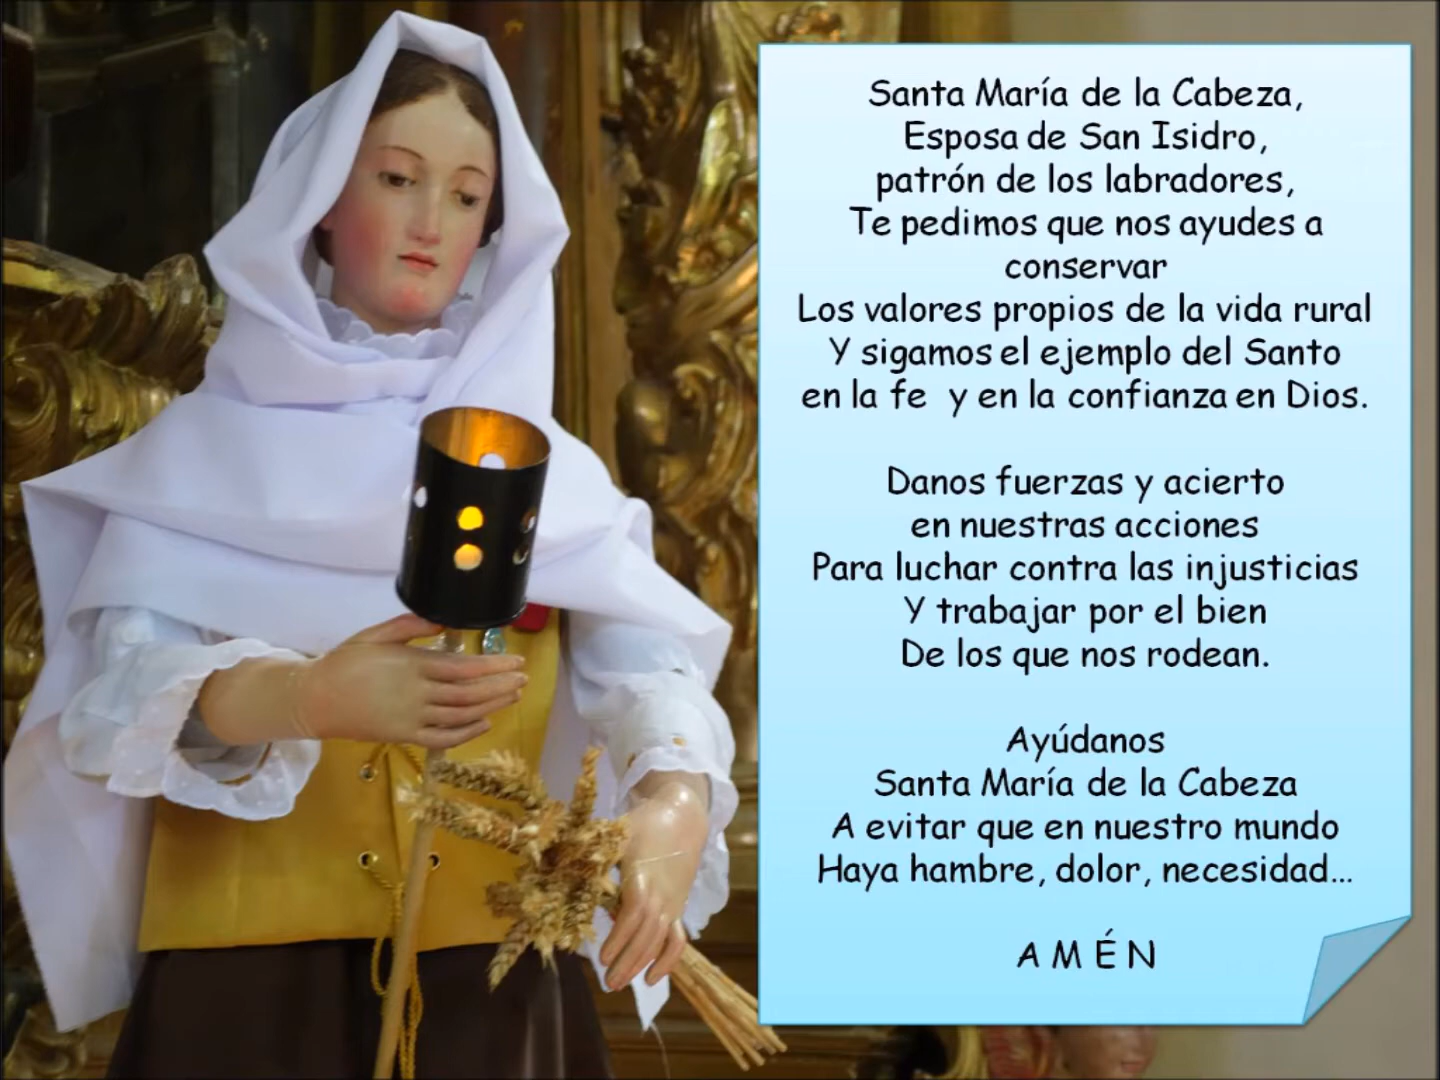 Santa María de la Cabeza,
Esposa de San Isidro,
patrón de los labradores,
Te pedimos que nos ayudes a
conservar
Los valores propios de la vida rural
Y sigamos el ejemplo del Santo
en la fe  y en la confianza en Dios.
Danos fuerzas y acierto
en nuestras acciones
Para luchar contra las injusticias
Y trabajar por el bien
De los que nos rodean.
Ayúdanos
Santa María de la Cabeza
A evitar que en nuestro mundo
Haya hambre, dolor, necesidad...
A M É N